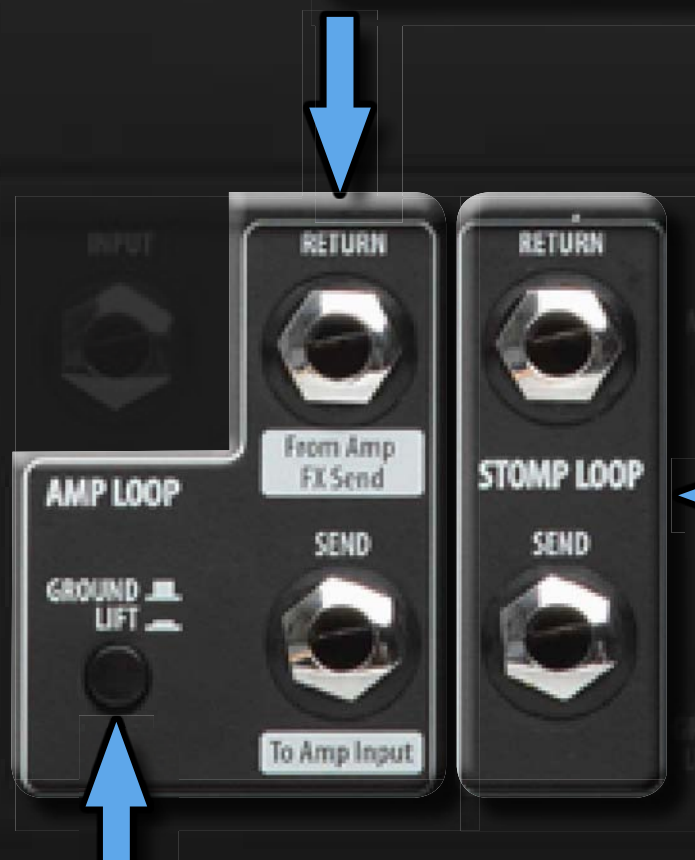 INPUT
RETURN
From Amp
FX Send
AMP LOOP
SEND
GROUND
LIFT
To Amp Input
RETURN
STOMP LOOP
SEND